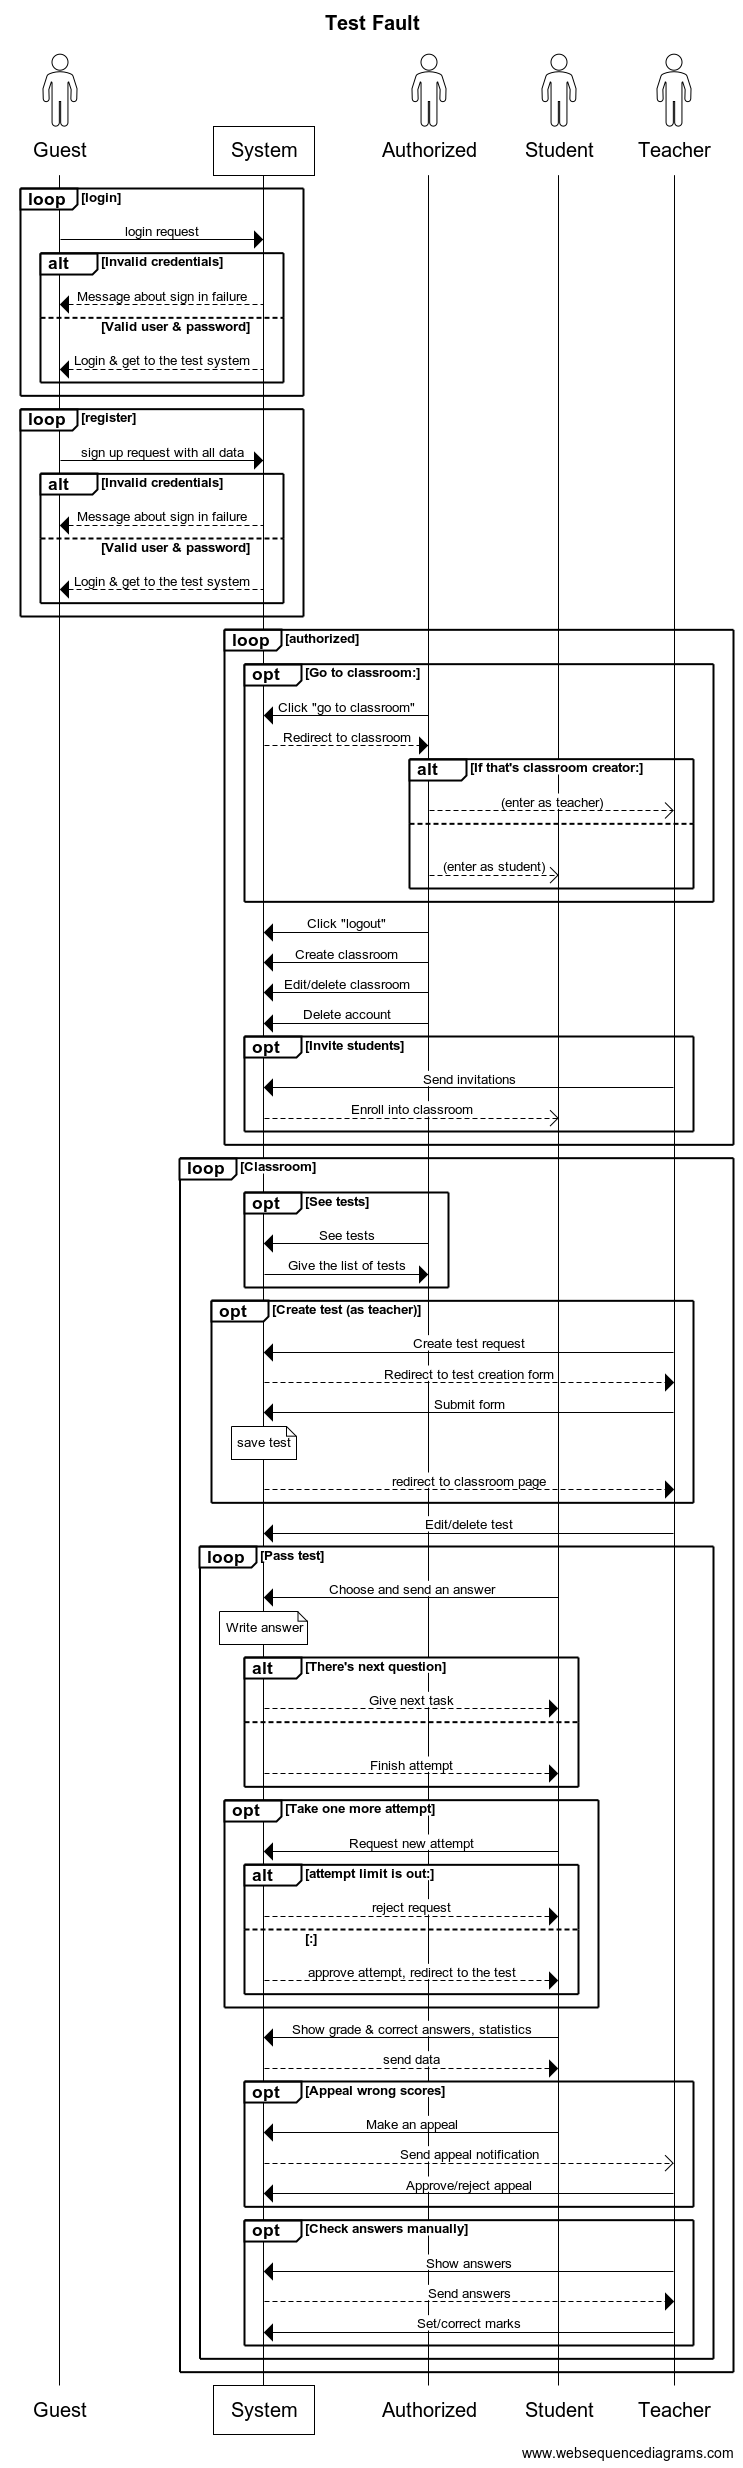 Test Fault
Guest System Authorized Student Teacher
loop [login]
login request
alt [Invalid credentials]
Message about sign in failure
[Valid user & password]
Login & get to the test system
loop [register]
sign up request with all data
alt [Invalid credentials]
Message about sign in failure
[Valid user & password]
Login & get to the test system
loop [authorized]
opt [Go to classroom:]
Click "go to classroom"
Redirect to classroom
alt [If that's classroom creator:]
(enter as teacher)
(enter as student)
Click "logout"
Create classroom
Edit/delete classroom
Delete account
opt [Invite students]
Send invitations
Enroll into classroom
loop [Classroom]
opt [See tests]
See tests
Give the list of tests
opt [Create test (as teacher)]
Create test request
Redirect to test creation form
Submit form
save test
redirect to classroom page
Edit/delete test
loop [Pass test]
Choose and send an answer
Write answer
alt [There's next question]
Give next task
Finish attempt
opt [Take one more attempt]
Request new attempt
alt [attempt limit is out:]
reject request
[:]
approve attempt, redirect to the test
Show grade & correct answers, statistics
send data
opt [Appeal wrong scores]
Make an appeal
Send appeal notification
Approve/reject appeal
opt [Check answers manually]
Show answers
Send answers
Set/correct marks
Guest System Authorized Student Teacher
www.websequencediagrams.com